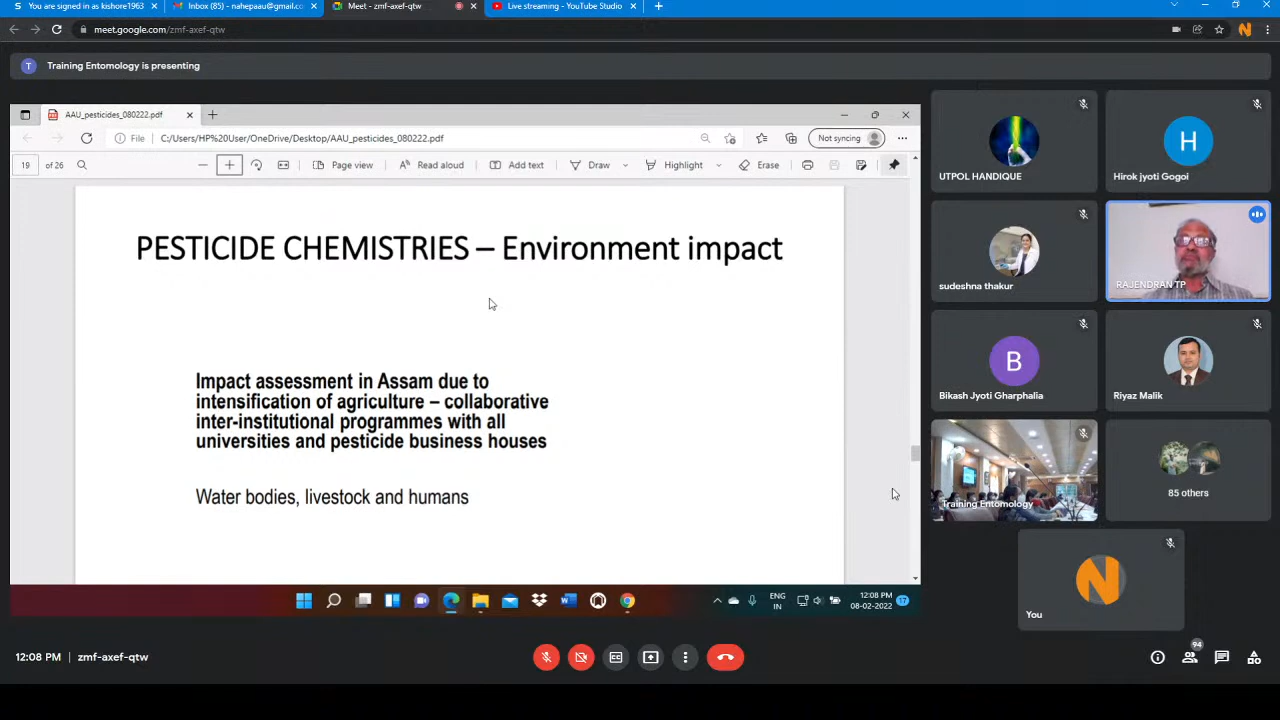 You are signed in as kishore1963
Inbox (85) - nahepaau@gmail.co
Meet - zmf-axef-qtw
Live streaming - YouTube Studio
meet.google.com/zmf-axef-qtw
T
Training Entomology is presenting
AAU_pesticides_080222.pdf
File
C:/Users/HP%20User/OneDrive/Desktop/AAU_pesticides_080222.pdf
Not syncing
19 of 26
Page view
Read aloud
Add text
Draw
Highlight
Erase
PESTICIDE CHEMISTRIES – Environment impact
Impact assessment in Assam due to
intensification of agriculture – collaborative
inter-institutional programmes with all
universities and pesticide business houses
Water bodies, livestock and humans
ENG
IN
12:08 PM
08-02-2022
17
UTPOL HANDIQUE
H
Hirok jyoti Gogoi
sudeshna thakur
RAJENDRAN TP
B
Bikash Jyoti Gharphalia
Riyaz Malik
Training Entomology
85 others
N
You
12:08 PM | zmf-axef-qtw
94